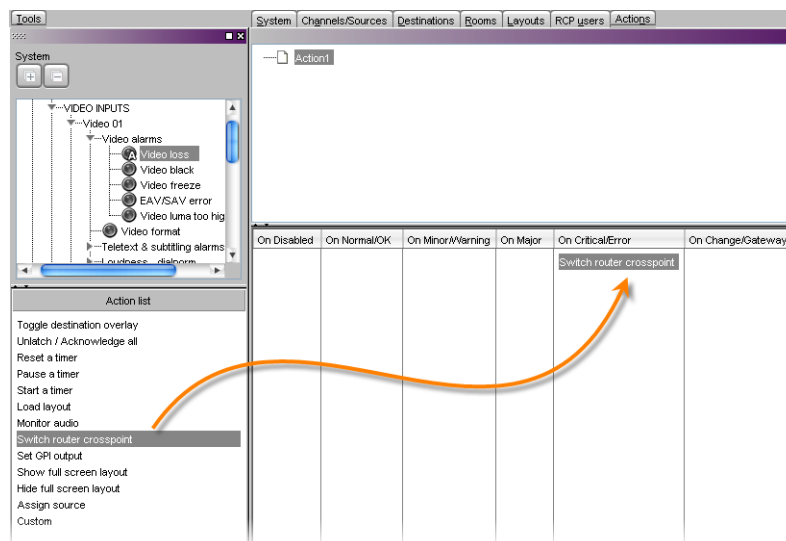 Tools
System
VIDEO INPUTS
Video 01
Video alarms
Video loss
Video black
Video freeze
EAV/SAV error
Video luma too hig
Video format
Teletext & subtitling alarms
Loudness - dialnorm
Action list
Toggle destination overlay
Unlatch / Acknowledge all
Reset a timer
Pause a timer
Start a timer
Load layout
Monitor audio
Switch router crosspoint
Set GPI output
Show full screen layout
Hide full screen layout
Assign source
Custom
System Channels/Sources Destinations Rooms Layouts RCP users Actions
Action1
On Disabled On Normal/OK On Minor/Warning On Major On Critical/Error On Change/Gateway
Switch router crosspoint